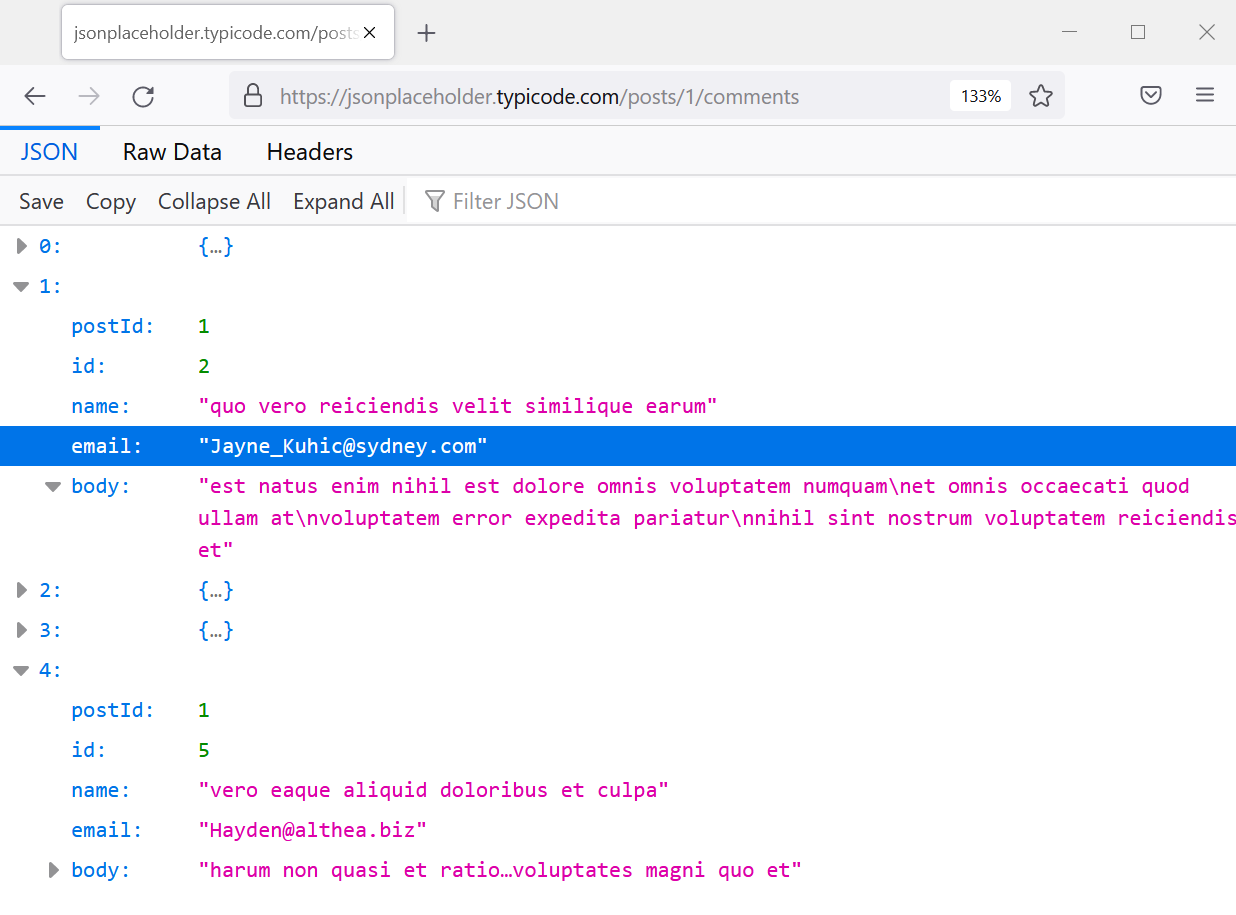 jsonplaceholder.typicode.com/posts
https://jsonplaceholder.typicode.com/posts/1/comments 133%
JSON Raw Data Headers
Save Copy Collapse All Expand All Filter JSON
0: {…}
1:
postId: 1
id: 2
name: "quo vero reiciendis velit similique earum"
email: "Jayne_Kuhic@sydney.com"
body: "est natus enim nihil est dolore omnis voluptatem numquam\net omnis occaecati quod
ullam at\nvoluptatem error expedita pariatur\nnihil sint nostrum voluptatem reiciendis
et"
2: {…}
3: {…}
4:
postId: 1
id: 5
name: "vero eaque aliquid doloribus et culpa"
email: "Hayden@althea.biz"
body: "harum non quasi et ratio…voluptates magni quo et"